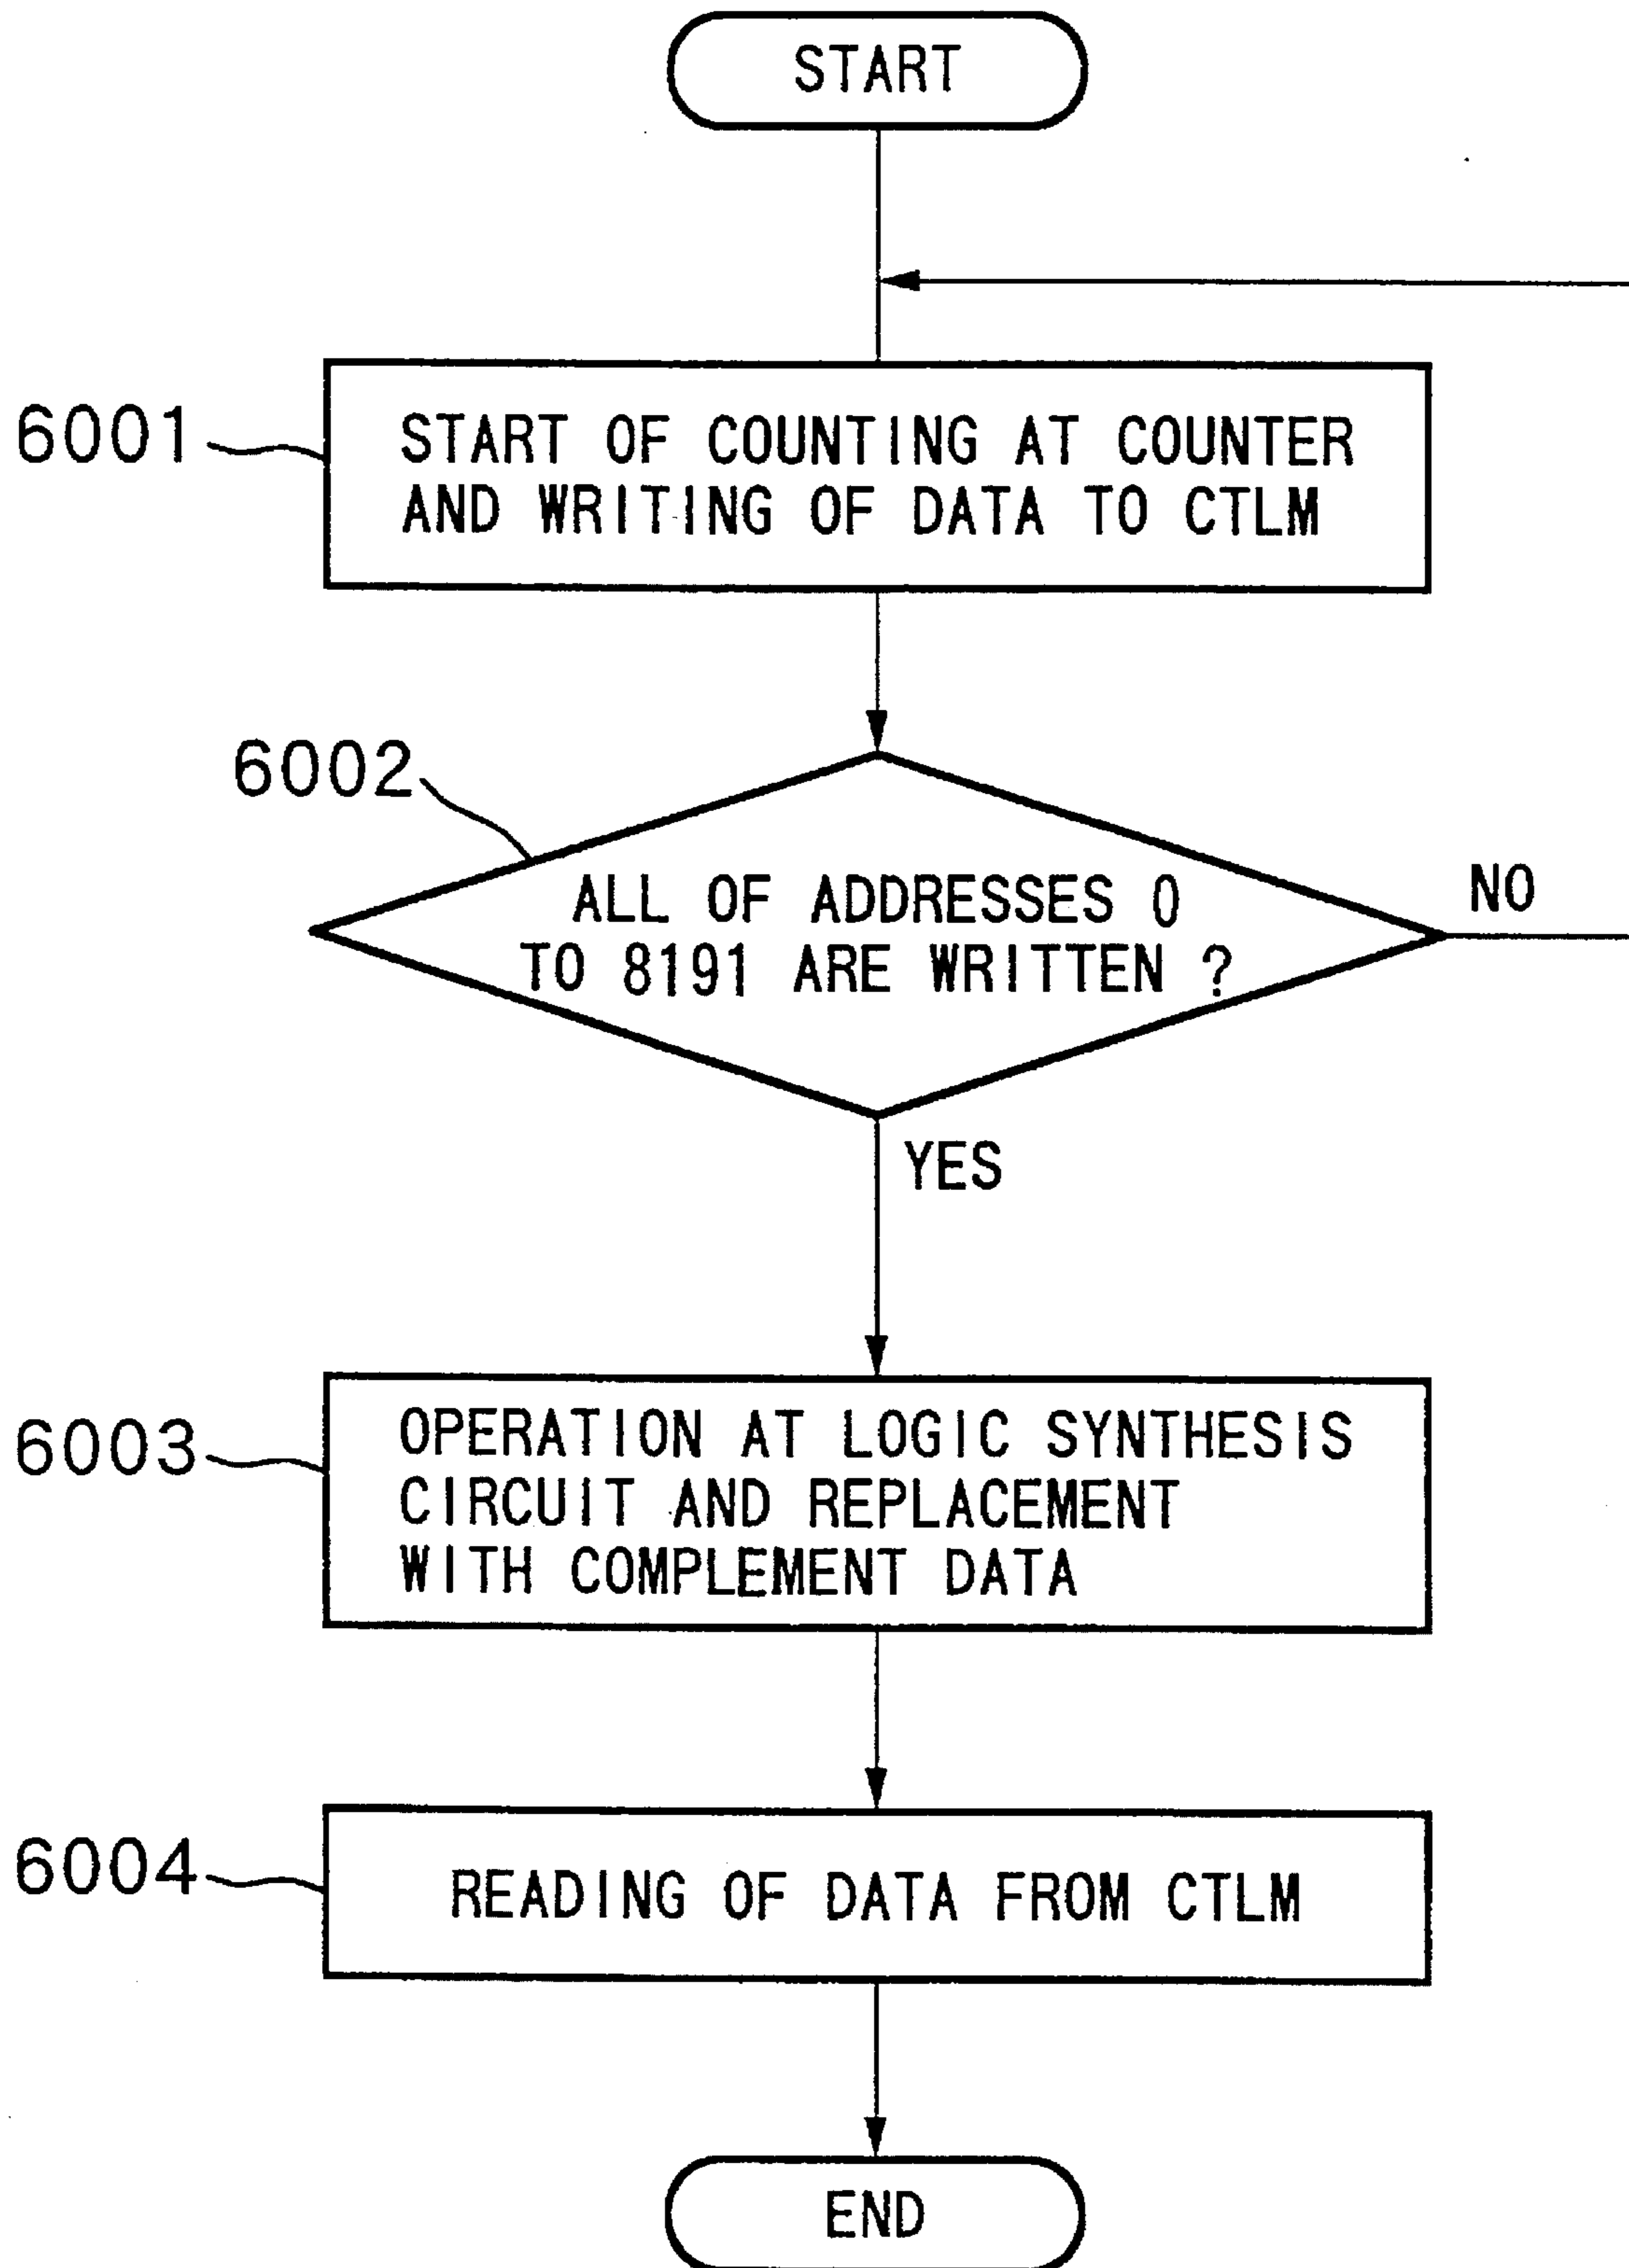 START
6001
START OF COUNTING AT COUNTER
AND WRITING OF DATA TO CTLM
6002
ALL OF ADDRESSES 0
TO 8191 ARE WRITTEN ?
NO
YES
6003
OPERATION AT LOGIC SYNTHESIS
CIRCUIT AND REPLACEMENT
WITH COMPLEMENT DATA
6004
READING OF DATA FROM CTLM
END